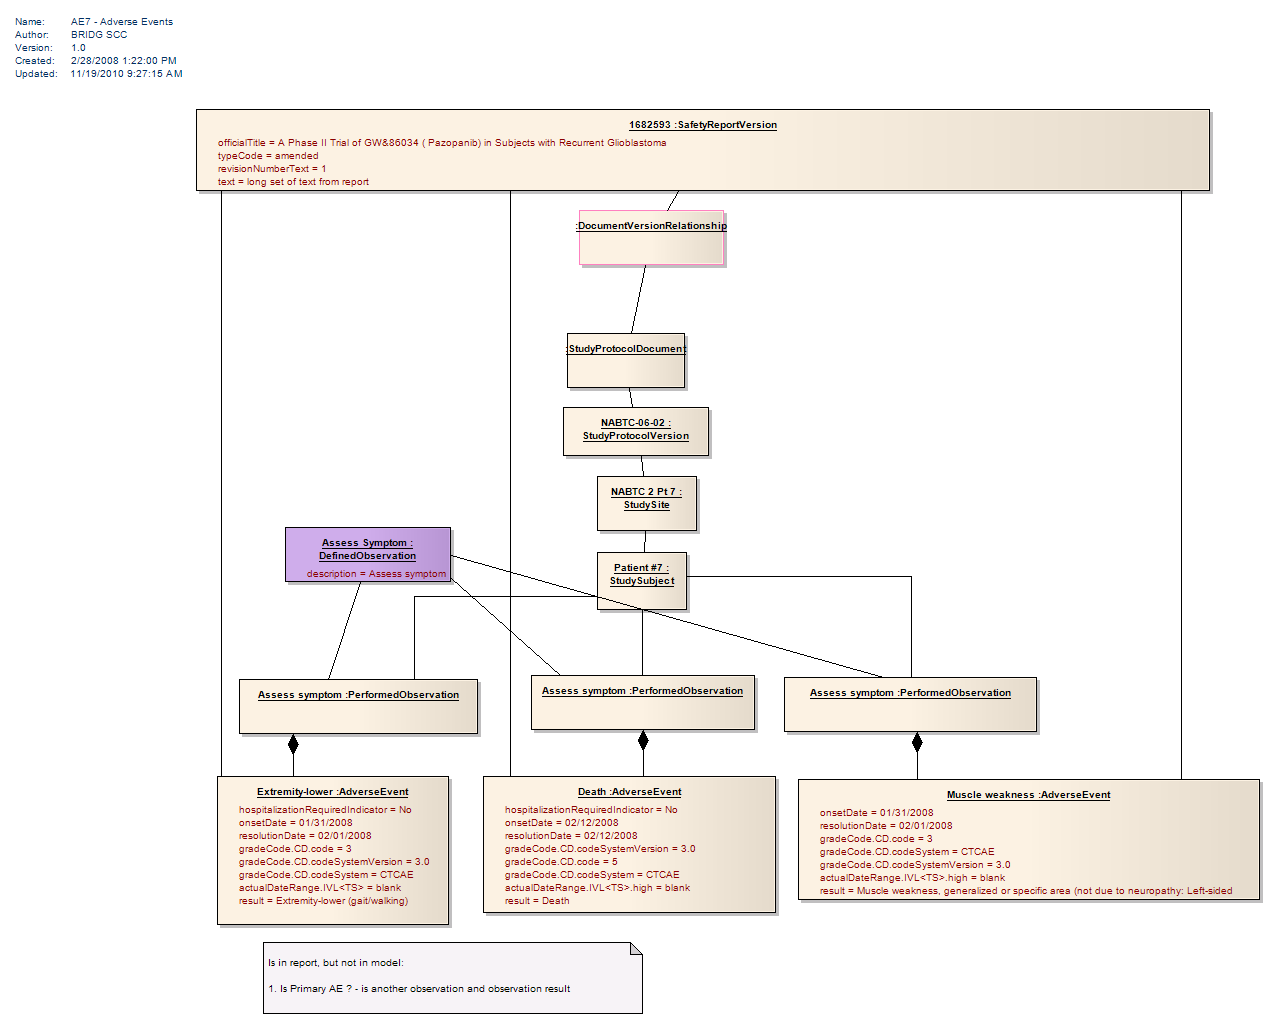 Name: AE7 - Adverse Events
Author: BRIDG SCC
Version: 1.0
Created: 2/28/2008 1:22:00 PM
Updated: 11/19/2010 9:27:15 AM
1682593 :SafetyReportVersion
officialTitle = A Phase II Trial of GW&86034 ( Pazopanib) in Subjects with Recurrent Glioblastoma
typeCode = amended
revisionNumberText = 1
text = long set of text from report
:DocumentVersionRelationship
:StudyProtocolDocument
NABTC-06-02 :
StudyProtocolVersion
NABTC 2 Pt 7 :
StudySite
Assess Symptom :
DefinedObservation
description = Assess symptom
Patient #7 :
StudySubject
Assess symptom :PerformedObservation
Assess symptom :PerformedObservation
Assess symptom :PerformedObservation
Extremity-lower :AdverseEvent
hospitalizationRequiredIndicator = No
onsetDate = 01/31/2008
resolutionDate = 02/01/2008
gradeCode.CD.code = 3
gradeCode.CD.codeSystemVersion = 3.0
gradeCode.CD.codeSystem = CTCAE
actualDateRange.IVL<TS> = blank
result = Extremity-lower (gait/walking)
Death :AdverseEvent
hospitalizationRequiredIndicator = No
onsetDate = 02/12/2008
resolutionDate = 02/12/2008
gradeCode.CD.codeSystemVersion = 3.0
gradeCode.CD.code = 5
gradeCode.CD.codeSystem = CTCAE
actualDateRange.IVL<TS>.high = blank
result = Death
Muscle weakness :AdverseEvent
onsetDate = 01/31/2008
resolutionDate = 02/01/2008
gradeCode.CD.code = 3
gradeCode.CD.codeSystem = CTCAE
gradeCode.CD.codeSystemVersion = 3.0
actualDateRange.IVL<TS>.high = blank
result = Muscle weakness, generalized or specific area (not due to neuropathy: Left-sided
Is in report, but not in model:
1. Is Primary AE ? - is another observation and observation result